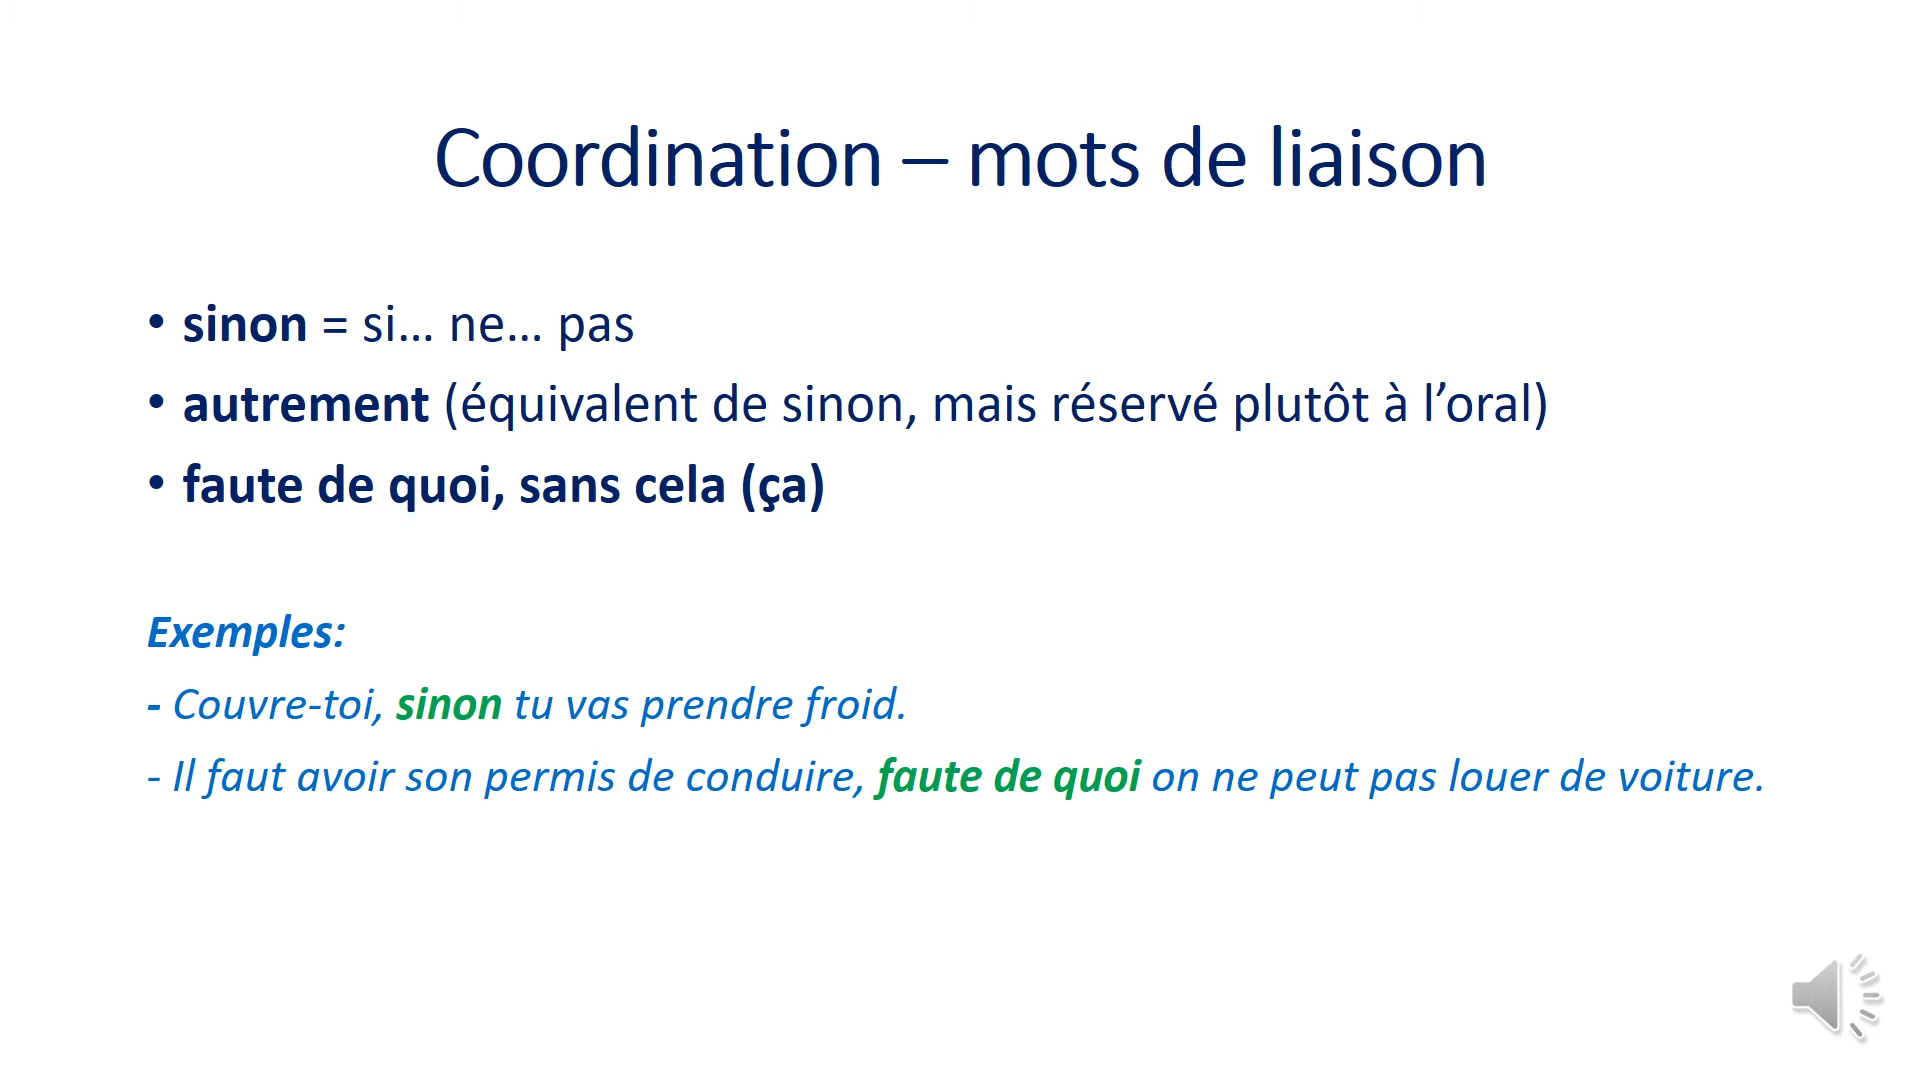 Coordination – mots de liaison
• sinon = si… ne… pas
• autrement (équivalent de sinon, mais réservé plutôt à l’oral)
• faute de quoi, sans cela (ça)
Exemples:
- Couvre-toi, sinon tu vas prendre froid.
- Il faut avoir son permis de conduire, faute de quoi on ne peut pas louer de voiture.